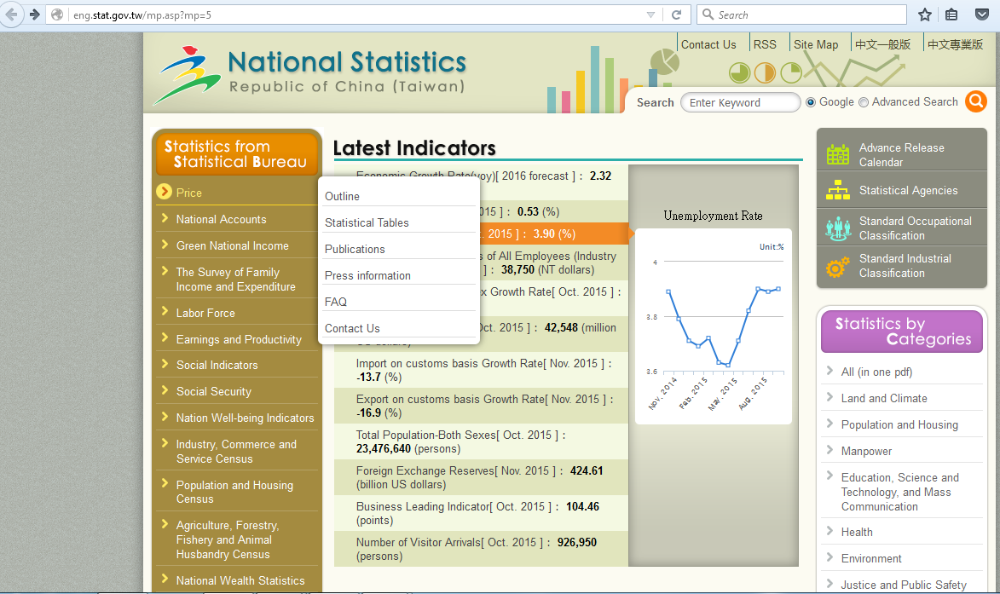 eng.stat.gov.tw/mp.asp?mp=5
Search
Contact Us
RSS
Site Map
中文一般版
中文專業版
National Statistics
Republic of China (Taiwan)
Search
Enter Keyword
Google
Advanced Search
Statistics from
Statistical Bureau
Price
National Accounts
Green National Income
The Survey of Family
Income and Expenditure
Labor Force
Earnings and Productivity
Social Indicators
Social Security
Nation Well-being Indicators
Industry, Commerce and
Service Census
Population and Housing
Census
Agriculture, Forestry,
Fishery and Animal
Husbandry Census
National Wealth Statistics
Outline
Statistical Tables
Publications
Press information
FAQ
Contact Us
Latest Indicators
Economic Growth Rate(yoy)[ 2016 forecast ] : 2.32
015 ] : 0.53 (%)
. 2015 ] : 3.90 (%)
s of All Employees (Industry
] : 38,750 (NT dollars)
x Growth Rate[ Oct. 2015 ] :
Oct. 2015 ] : 42,548 (million
US dollars)
Import on customs basis Growth Rate[ Nov. 2015 ] :
-13.7 (%)
Export on customs basis Growth Rate[ Nov. 2015 ] :
-16.9 (%)
Total Population-Both Sexes[ Oct. 2015 ] :
23,476,640 (persons)
Foreign Exchange Reserves[ Nov. 2015 ] : 424.61
(billion US dollars)
Business Leading Indicator[ Oct. 2015 ] : 104.46
(points)
Number of Visitor Arrivals[ Oct. 2015 ] : 926,950
(persons)
Unemployment Rate
Unit:%
4
3.8
3.6
Nov. 2014
Feb. 2015
May. 2015
Aug. 2015
Advance Release
Calendar
Statistical Agencies
Standard Occupational
Classification
Standard Industrial
Classification
Statistics by
Categories
All (in one pdf)
Land and Climate
Population and Housing
Manpower
Education, Science and
Technology, and Mass
Communication
Health
Environment
Justice and Public Safety